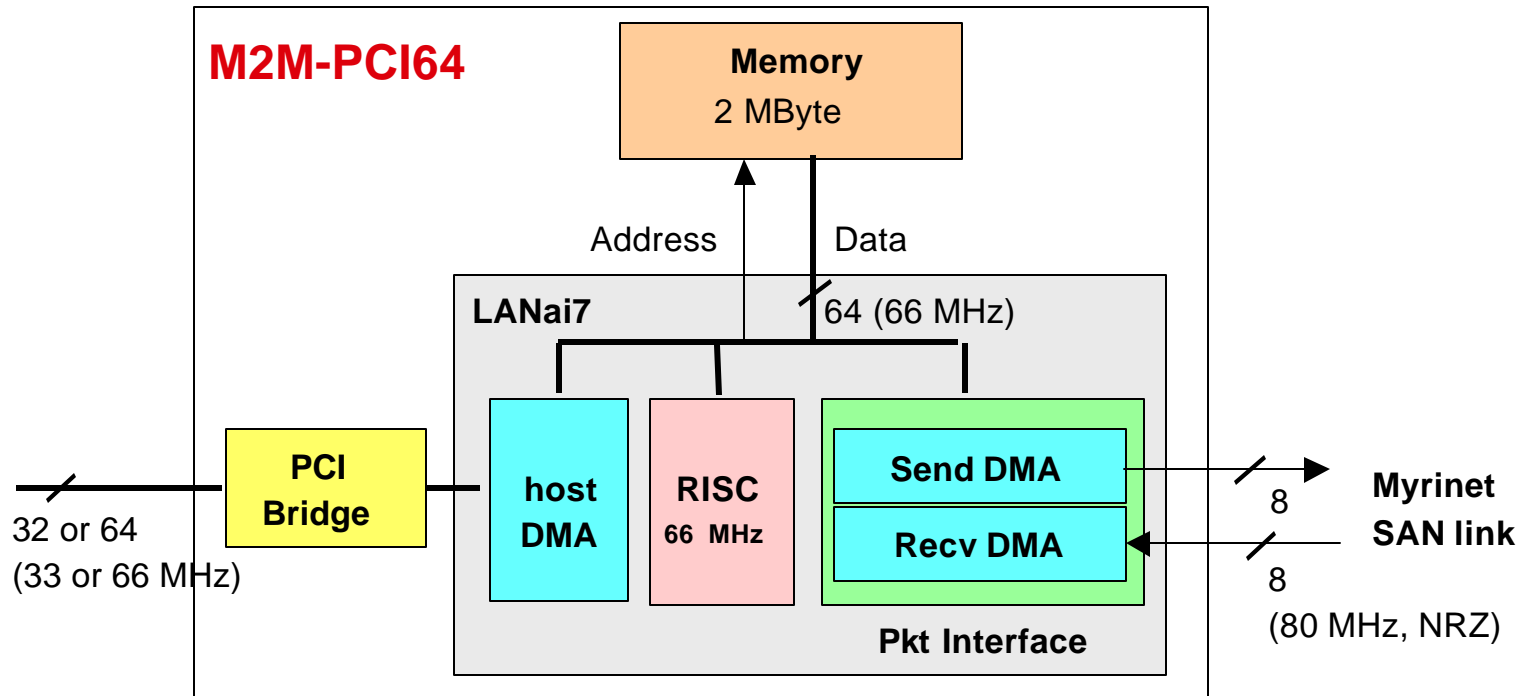 M2M-PCI64
Memory
2 MByte
Address
Data
LANai7
64 (66 MHz)
PCI
Bridge
host
DMA
RISC
66 MHz
Send DMA
Recv DMA
Pkt Interface
32 or 64
(33 or 66 MHz)
8
8
(80 MHz, NRZ)
Myrinet
SAN link